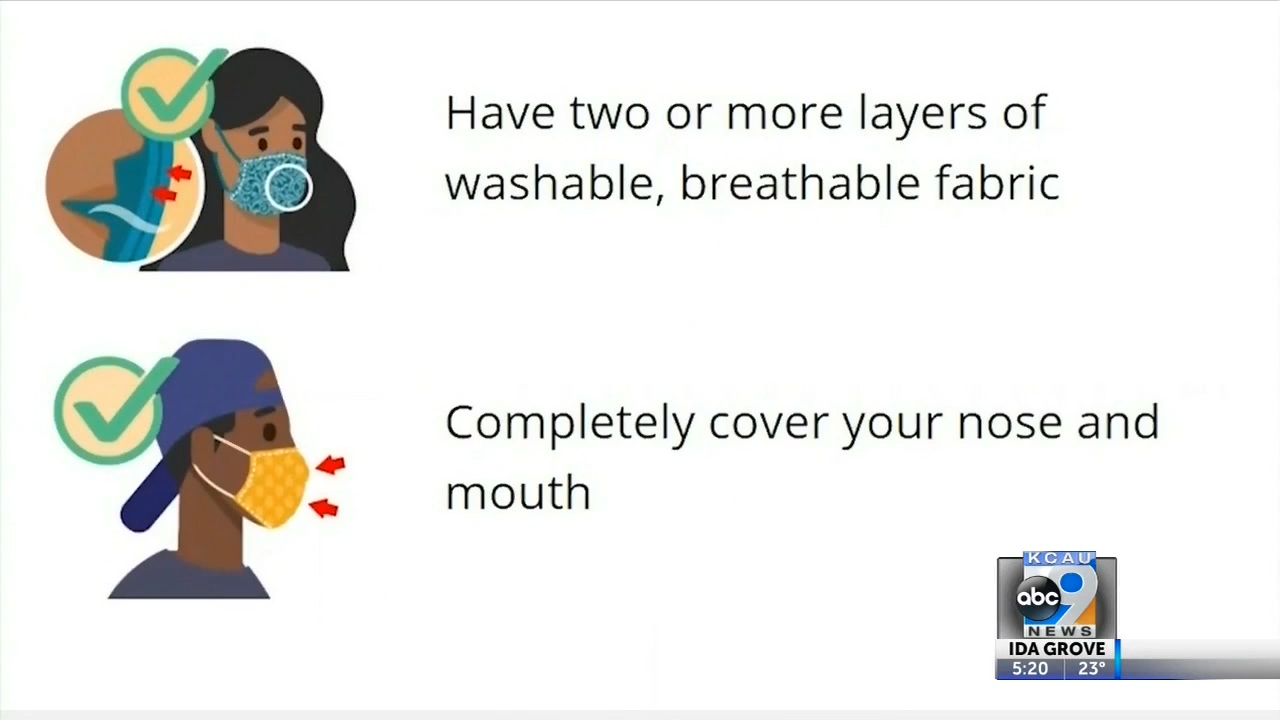 Have two or more layers of
washable, breathable fabric
Completely cover your nose and
mouth
KCAU
abc 9
NEWS
IDA GROVE
5:20 23°